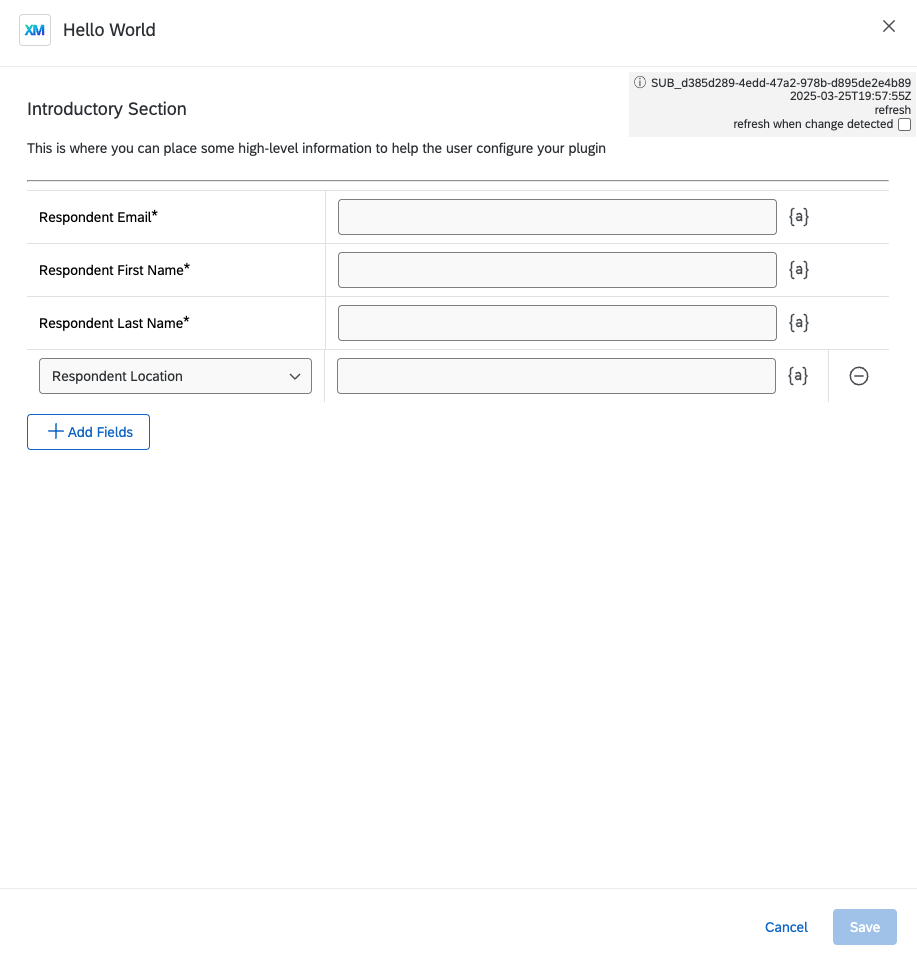 XM Hello World
ⓘ SUB_d385d289-4edd-47a2-978b-d895de2e4b89
2025-03-25T19:57:55Z
refresh
refresh when change detected
Introductory Section
This is where you can place some high-level information to help the user configure your plugin
Respondent Email* {a}
Respondent First Name* {a}
Respondent Last Name* {a}
Respondent Location {a}
Add Fields
Cancel Save